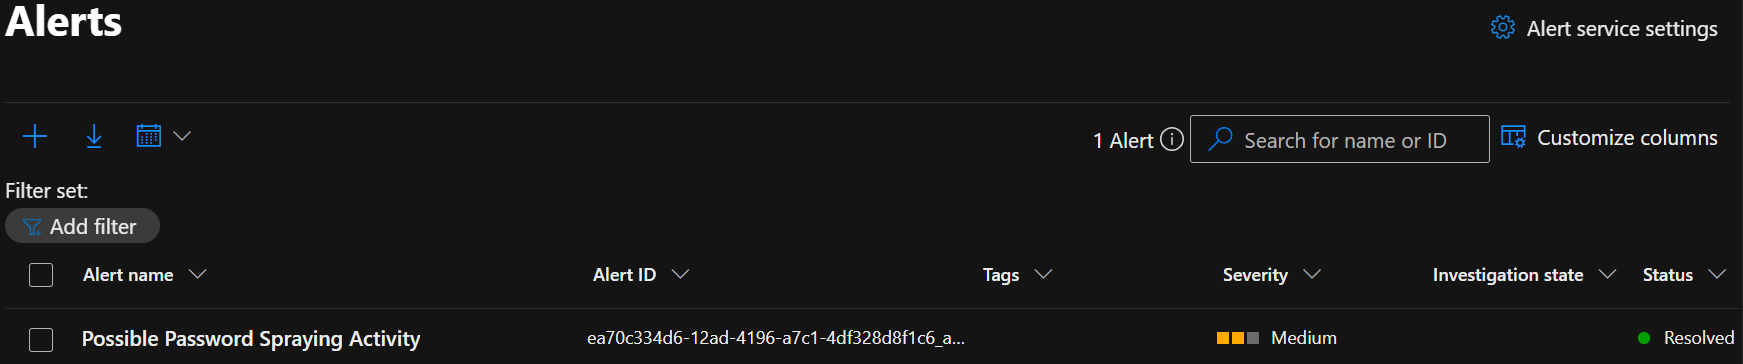 Alerts
Alert service settings
1 Alert
Search for name or ID
Customize columns
Filter set:
Add filter
Alert name Alert ID Tags Severity Investigation state Status
Possible Password Spraying Activity ea70c334d6-12ad-4196-a7c1-4df328d8f1c6_a... Medium Resolved